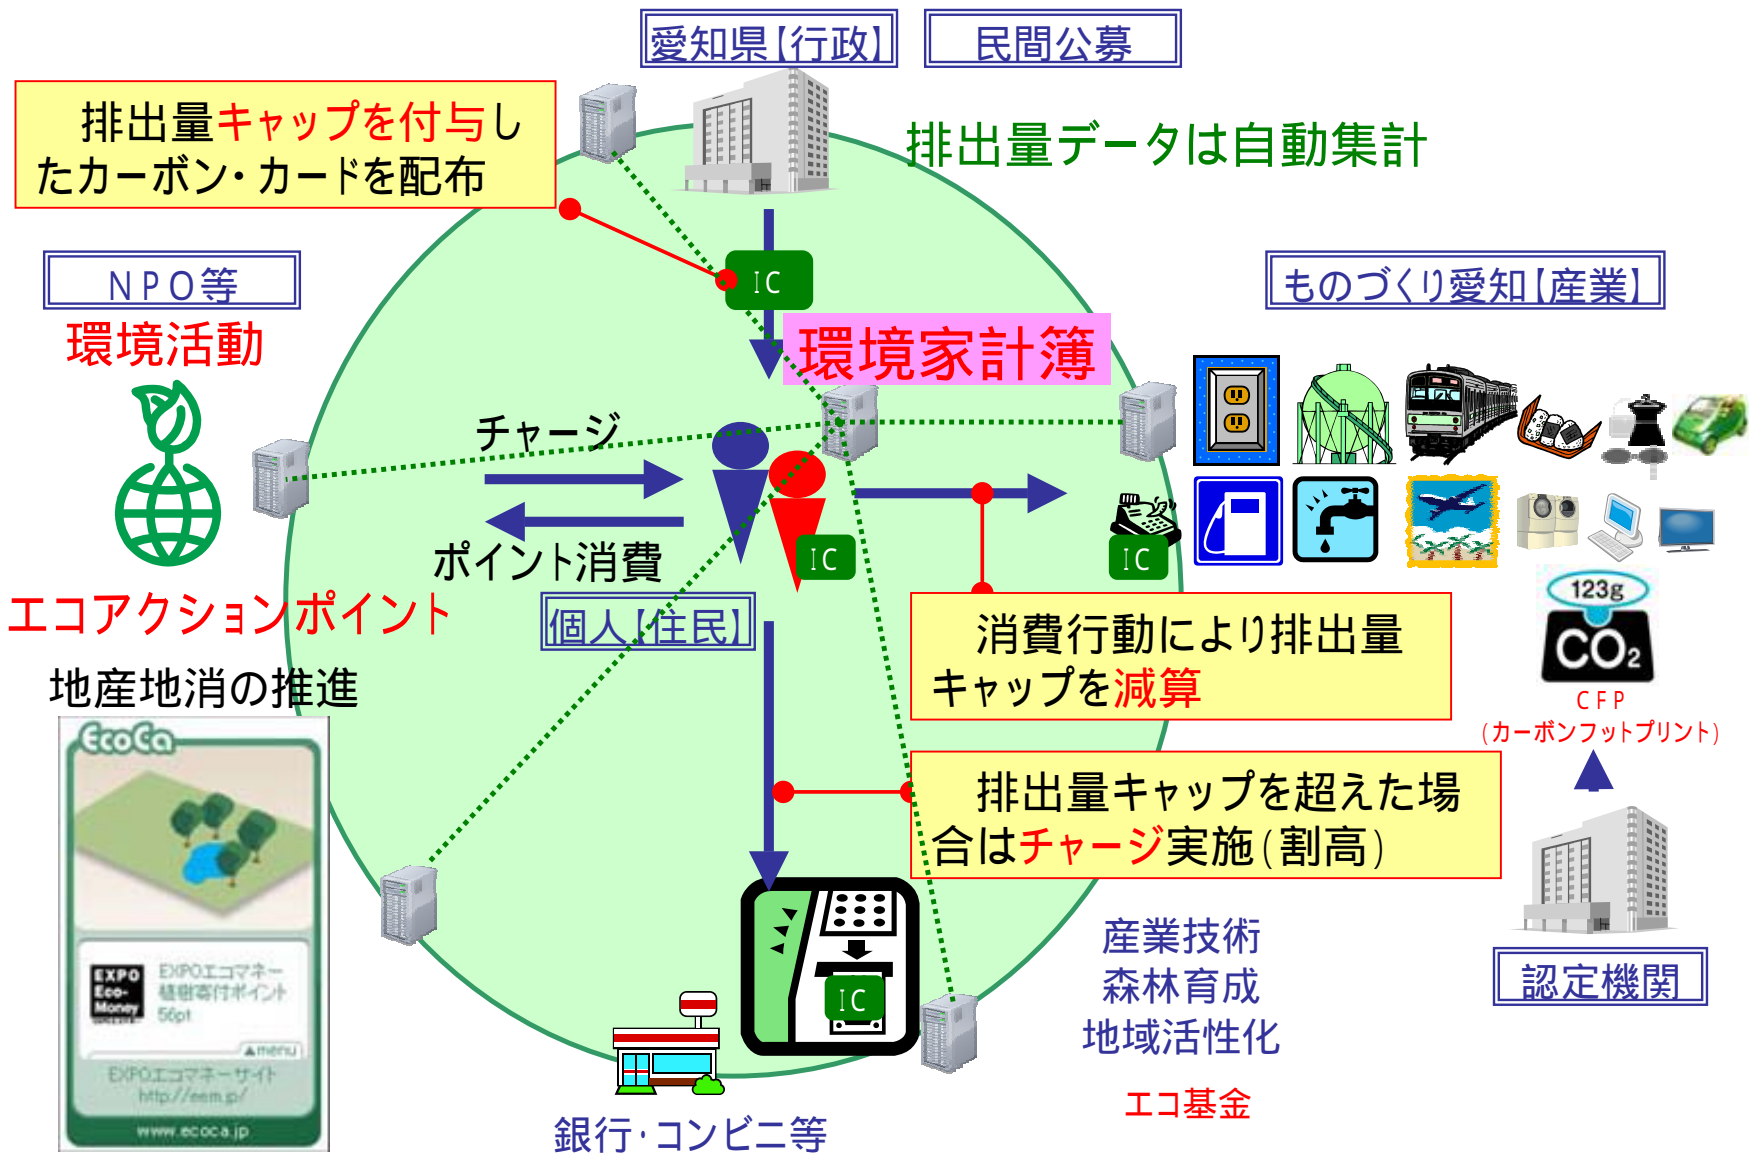 愛知県【行政】
民間公募
排出量キャップを付与し
たカーボン・カードを配布
排出量データは自動集計
NPO等
環境活動
IC
ものづくり愛知【産業】
環境家計簿
チャージ
ポイント消費
IC
IC
個人【住民】
エコアクションポイント
地産地消の推進
消費行動により排出量
キャップを減算
123g
CO2
CFP
(カーボンフットプリント)
排出量キャップを超えた場
合はチャージ実施(割高)
EcoCa
EXPO
Eco-
Money
EXPOエコマネー
植樹寄付ポイント
56pt
▲menu
EXPOエコマネーサイト
http://eem.jp/
www.ecoca.jp
IC
産業技術
森林育成
地域活性化
エコ基金
認定機関
銀行・コンビニ等